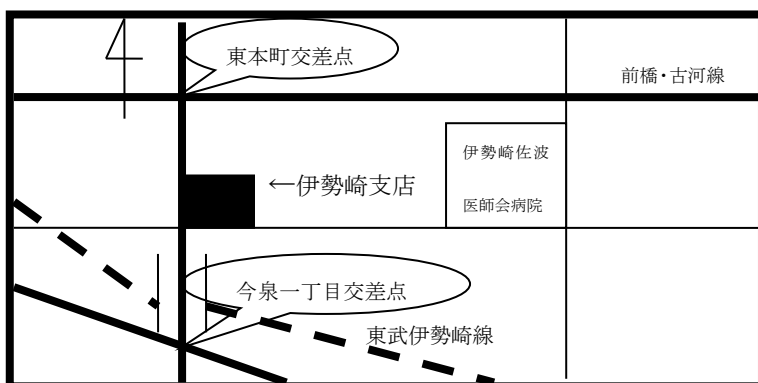 東本町交差点
前橋・古河線
伊勢崎佐波
医師会病院
←伊勢崎支店
今泉一丁目交差点
東武伊勢崎線